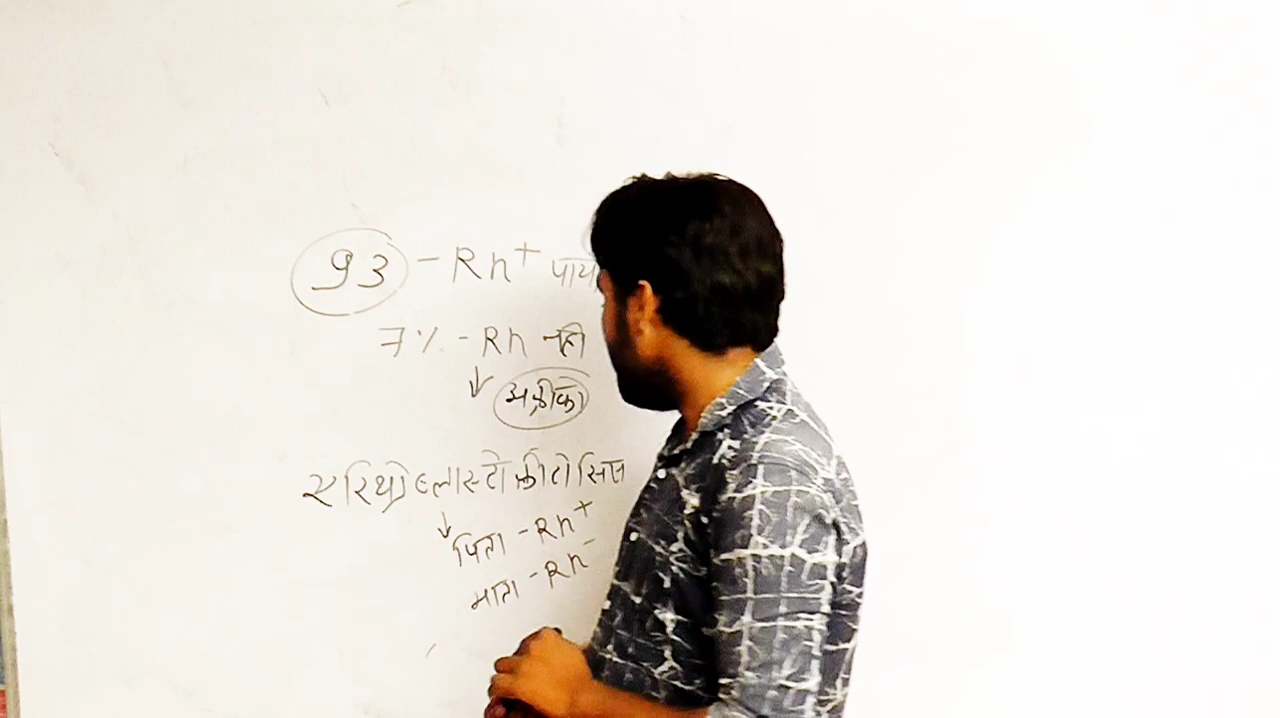 93 - Rh+ पाय
7% - Rh नही
↓ अफ्रीका
एरिथ्रोब्लास्टोफीटोसिस
↓ पिता - Rh+
माता - Rh-